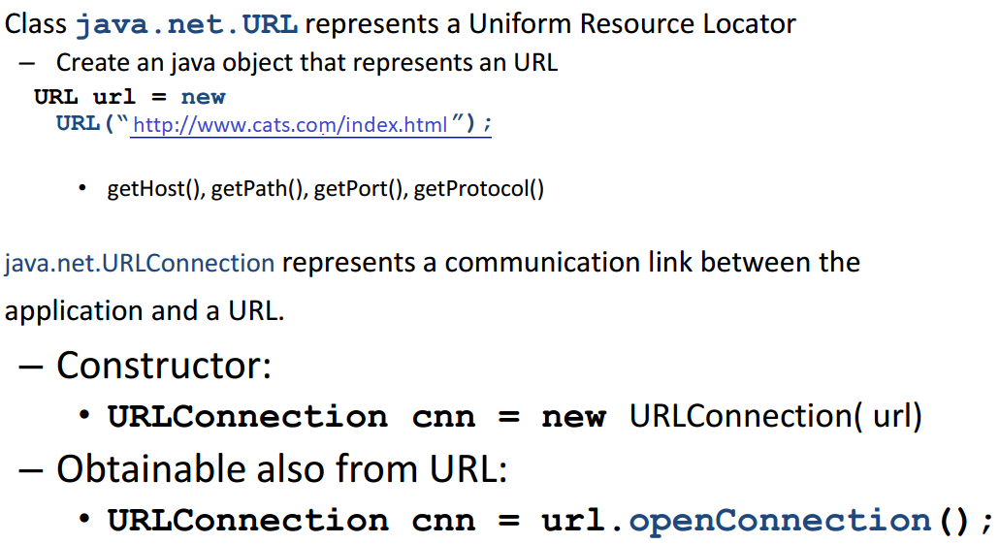 Class java.net.URL represents a Uniform Resource Locator
– Create an java object that represents an URL
URL url = new
URL(“http://www.cats.com/index.html”);
• getHost(), getPath(), getPort(), getProtocol()
java.net.URLConnection represents a communication link between the
application and a URL.
– Constructor:
• URLConnection cnn = new URLConnection( url)
– Obtainable also from URL:
• URLConnection cnn = url.openConnection();